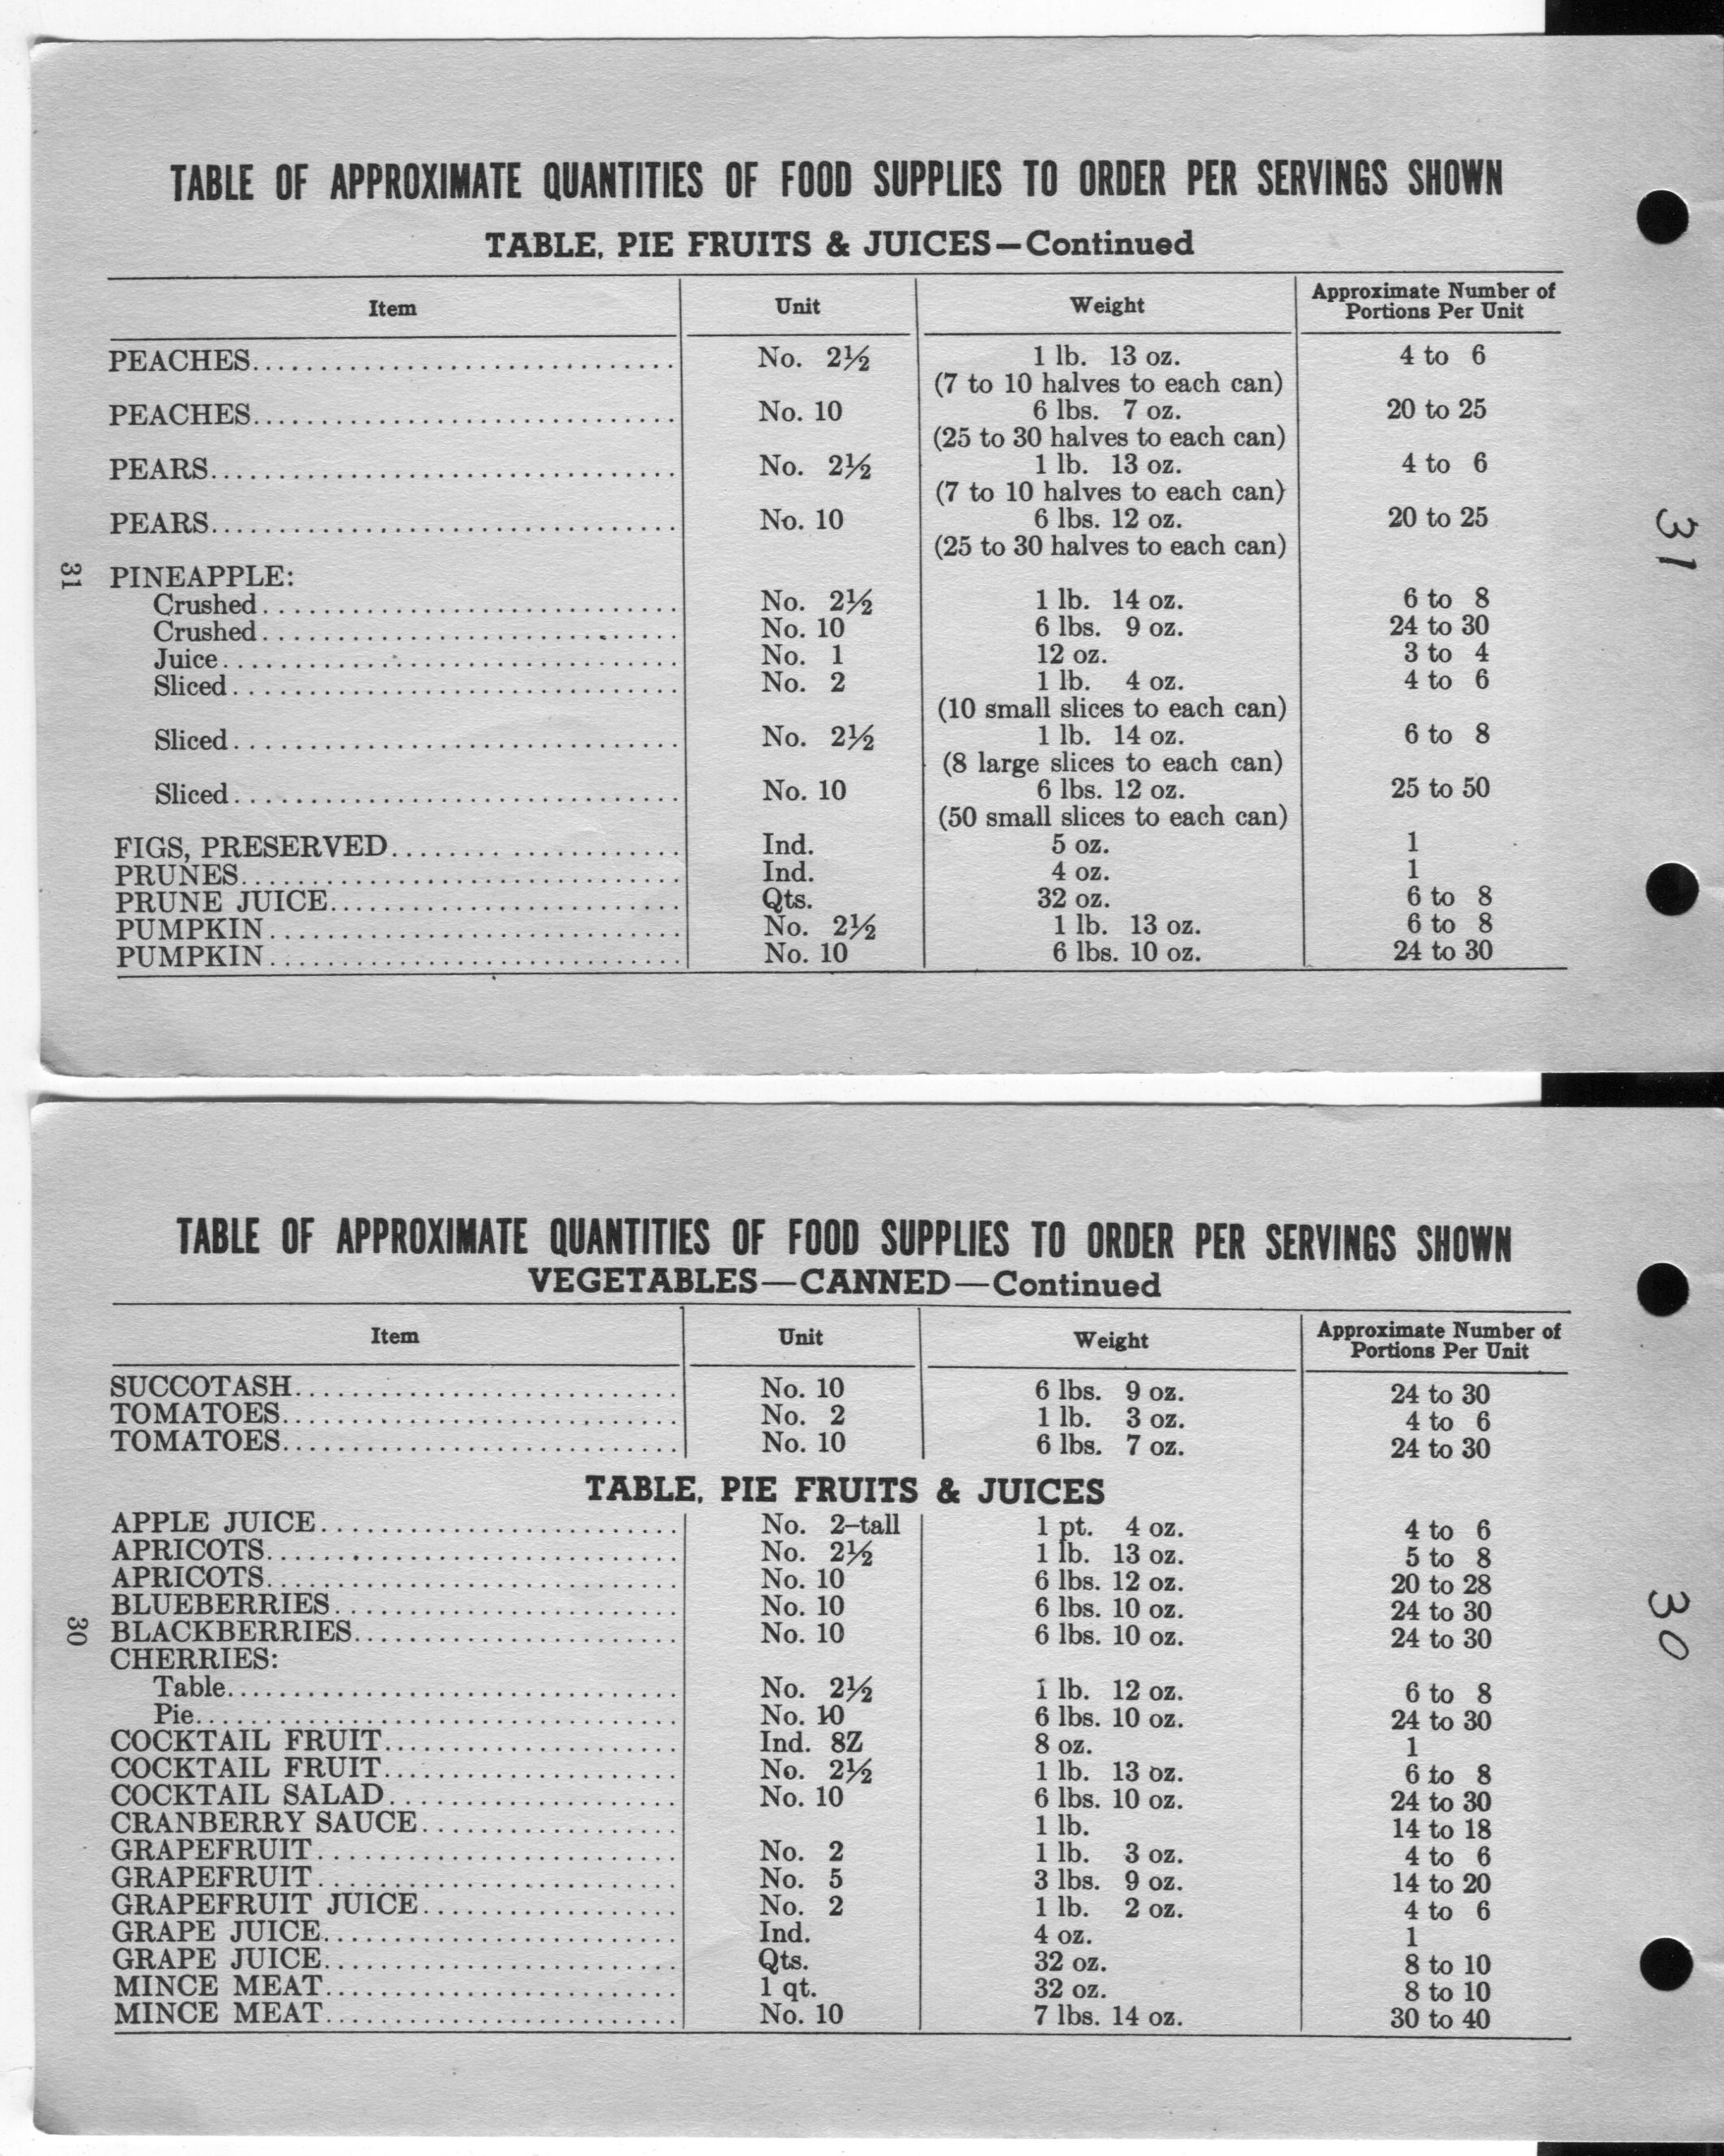 TABLE OF APPROXIMATE QUANTITIES OF FOOD SUPPLIES TO ORDER PER SERVINGS SHOWN
TABLE, PIE FRUITS & JUICES—Continued
Item Unit Weight Approximate Number of
Portions Per Unit
PEACHES No. 2½ 1 lb. 13 oz. 4 to 6
(7 to 10 halves to each can)
PEACHES No. 10 6 lbs. 7 oz. 20 to 25
(25 to 30 halves to each can)
PEARS No. 2½ 1 lb. 13 oz. 4 to 6
(7 to 10 halves to each can)
PEARS No. 10 6 lbs. 12 oz. 20 to 25
(25 to 30 halves to each can)
PINEAPPLE:
Crushed No. 2½ 1 lb. 14 oz. 6 to 8
Crushed No. 10 6 lbs. 9 oz. 24 to 30
Juice No. 1 12 oz. 3 to 4
Sliced No. 2 1 lb. 4 oz. 4 to 6
(10 small slices to each can)
Sliced No. 2½ 1 lb. 14 oz. 6 to 8
(8 large slices to each can)
Sliced No. 10 6 lbs. 12 oz. 25 to 50
(50 small slices to each can)
FIGS, PRESERVED Ind. 5 oz. 1
PRUNES Ind. 4 oz. 1
PRUNE JUICE Qts. 32 oz. 6 to 8
PUMPKIN No. 2½ 1 lb. 13 oz. 6 to 8
PUMPKIN No. 10 6 lbs. 10 oz. 24 to 30
31
31
TABLE OF APPROXIMATE QUANTITIES OF FOOD SUPPLIES TO ORDER PER SERVINGS SHOWN
VEGETABLES—CANNED—Continued
Item Unit Weight Approximate Number of
Portions Per Unit
SUCCOTASH No. 10 6 lbs. 9 oz. 24 to 30
TOMATOES No. 2 1 lb. 3 oz. 4 to 6
TOMATOES No. 10 6 lbs. 7 oz. 24 to 30
TABLE, PIE FRUITS & JUICES
APPLE JUICE No. 2-tall 1 pt. 4 oz. 4 to 6
APRICOTS No. 2½ 1 lb. 13 oz. 5 to 8
APRICOTS No. 10 6 lbs. 12 oz. 20 to 28
BLUEBERRIES No. 10 6 lbs. 10 oz. 24 to 30
BLACKBERRIES No. 10 6 lbs. 10 oz. 24 to 30
CHERRIES:
Table No. 2½ 1 lb. 12 oz. 6 to 8
Pie No. 10 6 lbs. 10 oz. 24 to 30
COCKTAIL FRUIT Ind. 8Z 8 oz. 1
COCKTAIL FRUIT No. 2½ 1 lb. 13 oz. 6 to 8
COCKTAIL SALAD No. 10 6 lbs. 10 oz. 24 to 30
CRANBERRY SAUCE 1 lb. 14 to 18
GRAPEFRUIT No. 2 1 lb. 3 oz. 4 to 6
GRAPEFRUIT No. 5 3 lbs. 9 oz. 14 to 20
GRAPEFRUIT JUICE No. 2 1 lb. 2 oz. 4 to 6
GRAPE JUICE Ind. 4 oz. 1
GRAPE JUICE Qts. 32 oz. 8 to 10
MINCE MEAT 1 qt. 32 oz. 8 to 10
MINCE MEAT No. 10 7 lbs. 14 oz. 30 to 40
30
30